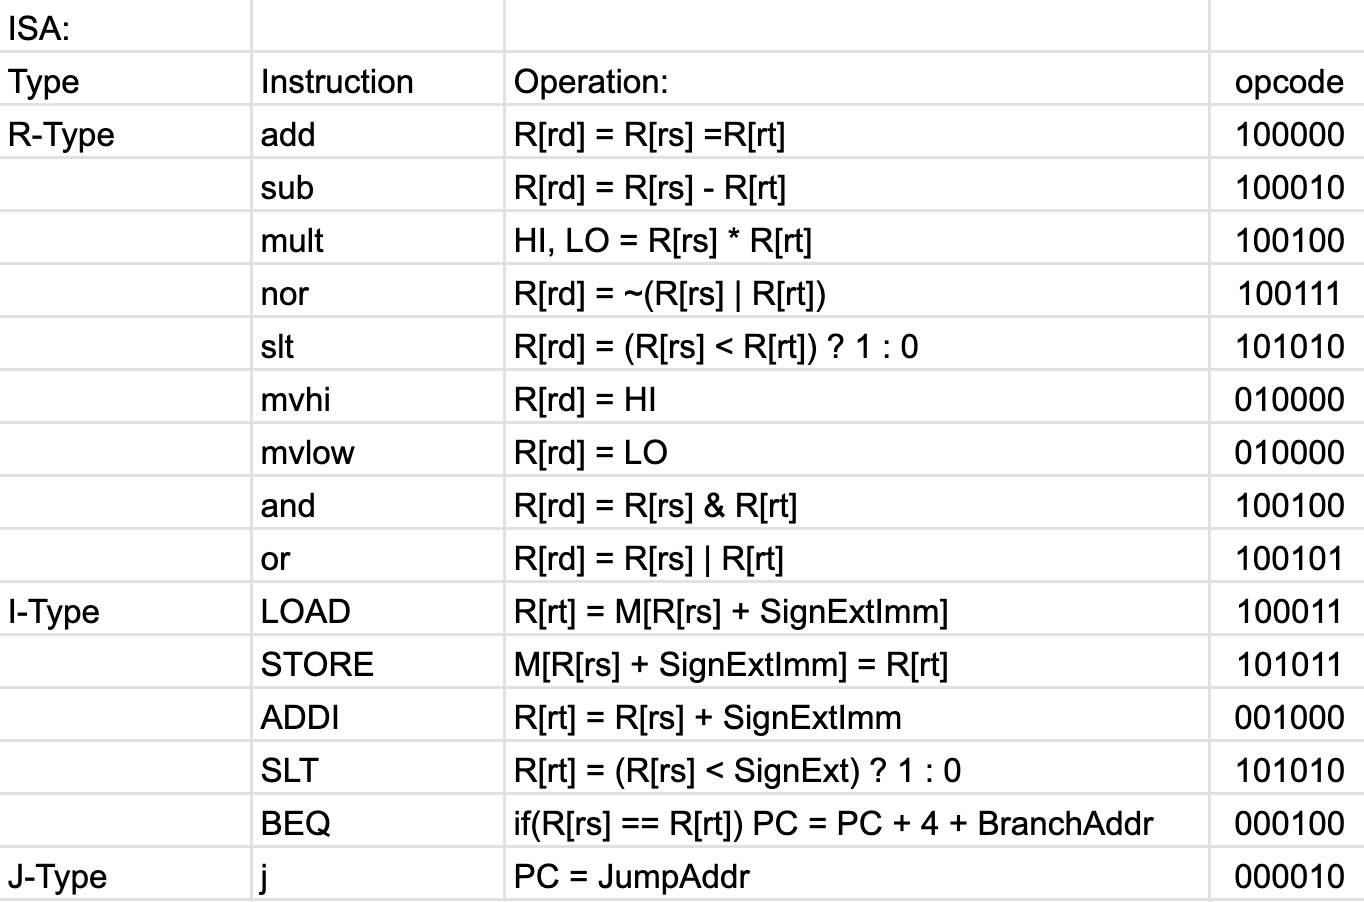 ISA:
Type Instruction Operation: opcode
R-Type add R[rd] = R[rs] =R[rt] 100000
sub R[rd] = R[rs] - R[rt] 100010
mult HI, LO = R[rs] * R[rt] 100100
nor R[rd] = ~(R[rs] | R[rt]) 100111
slt R[rd] = (R[rs] < R[rt]) ? 1 : 0 101010
mvhi R[rd] = HI 010000
mvlow R[rd] = LO 010000
and R[rd] = R[rs] & R[rt] 100100
or R[rd] = R[rs] | R[rt] 100101
I-Type LOAD R[rt] = M[R[rs] + SignExtImm] 100011
STORE M[R[rs] + SignExtImm] = R[rt] 101011
ADDI R[rt] = R[rs] + SignExtImm 001000
SLT R[rt] = (R[rs] < SignExt) ? 1 : 0 101010
BEQ if(R[rs] == R[rt]) PC = PC + 4 + BranchAddr 000100
J-Type j PC = JumpAddr 000010